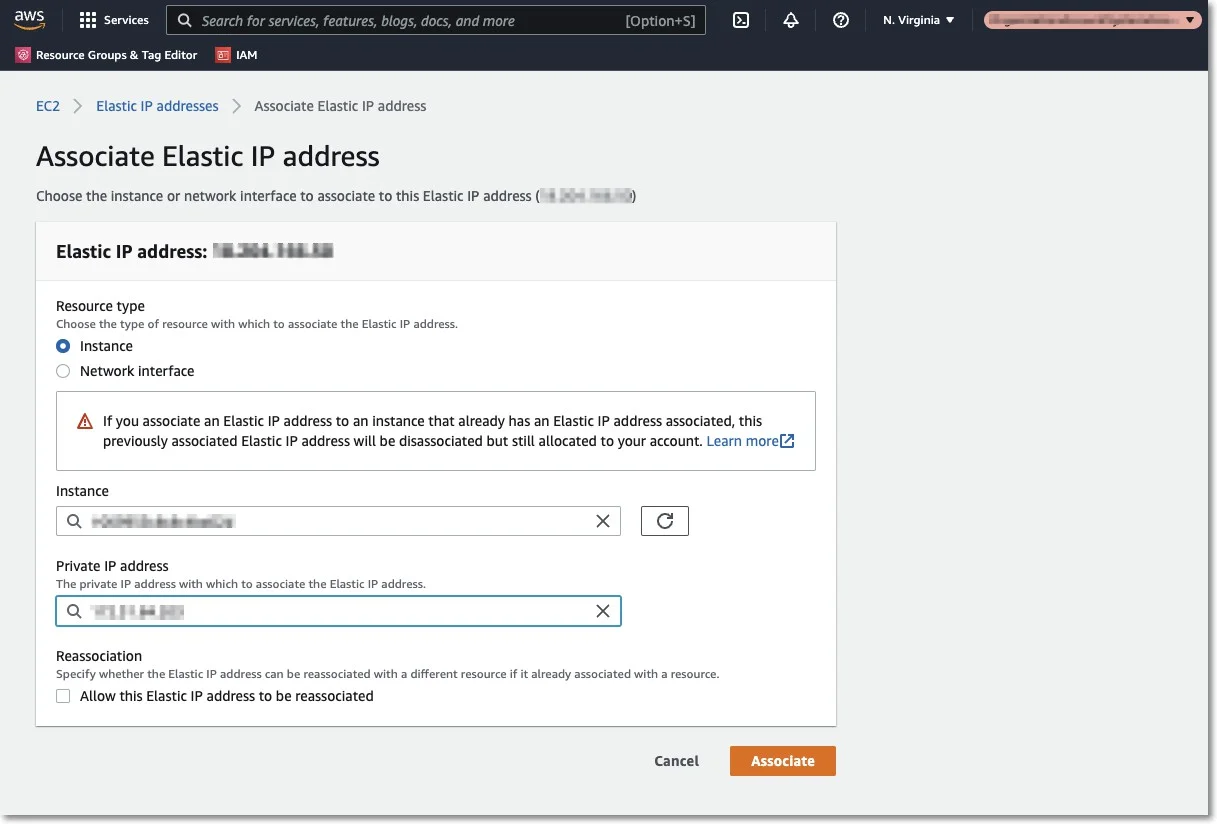 aws
Services
Search for services, features, blogs, docs, and more
[Option+S]
N. Virginia
Resource Groups & Tag Editor
IAM
EC2
Elastic IP addresses
Associate Elastic IP address
Associate Elastic IP address
Choose the instance or network interface to associate to this Elastic IP address ( )
Elastic IP address:
Resource type
Choose the type of resource with which to associate the Elastic IP address.
Instance
Network interface
If you associate an Elastic IP address to an instance that already has an Elastic IP address associated, this
previously associated Elastic IP address will be disassociated but still allocated to your account. Learn more
Instance
Private IP address
The private IP address with which to associate the Elastic IP address.
Reassociation
Specify whether the Elastic IP address can be reassociated with a different resource if it already associated with a resource.
Allow this Elastic IP address to be reassociated
Cancel
Associate